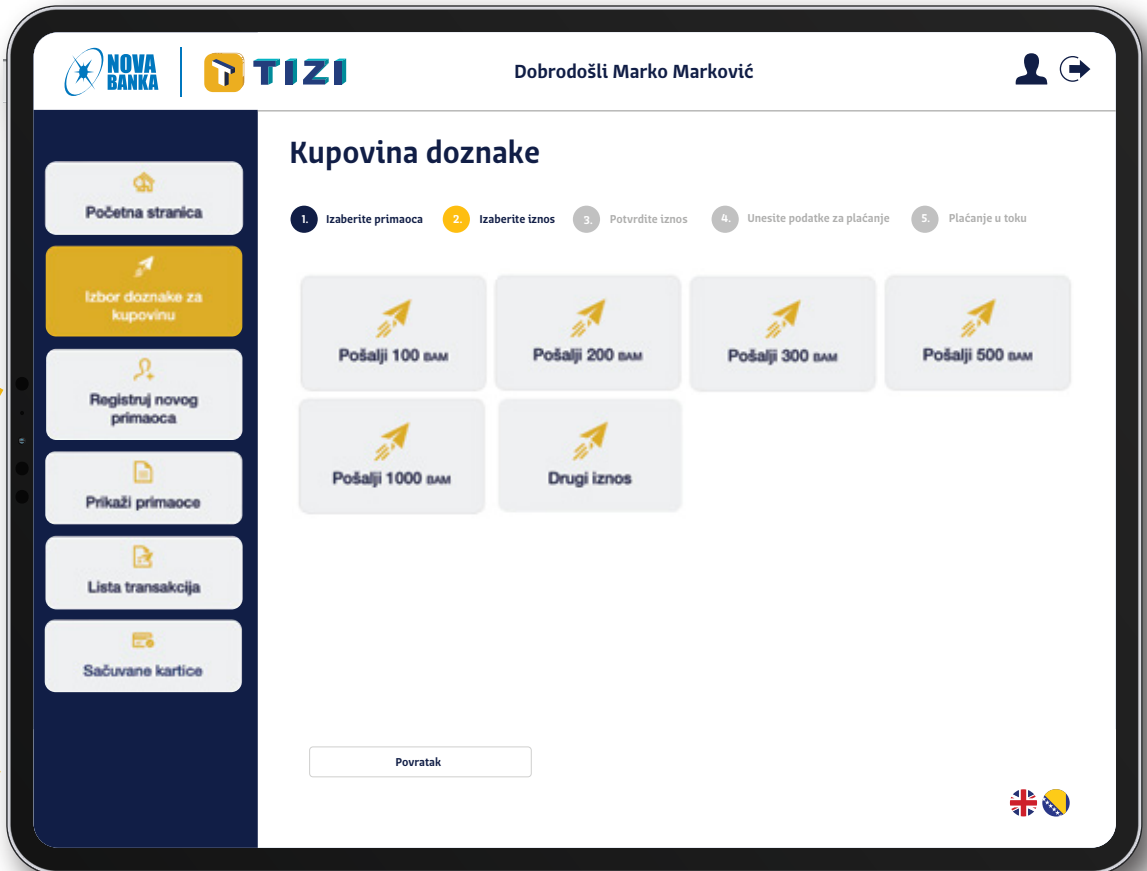 NOVA
BANKA
TIZI
Dobrodošli Marko Marković
Početna stranica
Izbor doznake za
kupovinu
Registruj novog
primaoca
Prikaži primaoce
Lista transakcija
Sačuvane kartice
Kupovina doznake
1. Izaberite primaoca 2. Izaberite iznos 3. Potvrdite iznos 4. Unesite podatke za plaćanje 5. Plaćanje u toku
Pošalji 100 BAM
Pošalji 200 BAM
Pošalji 300 BAM
Pošalji 500 BAM
Pošalji 1000 BAM
Drugi iznos
Povratak